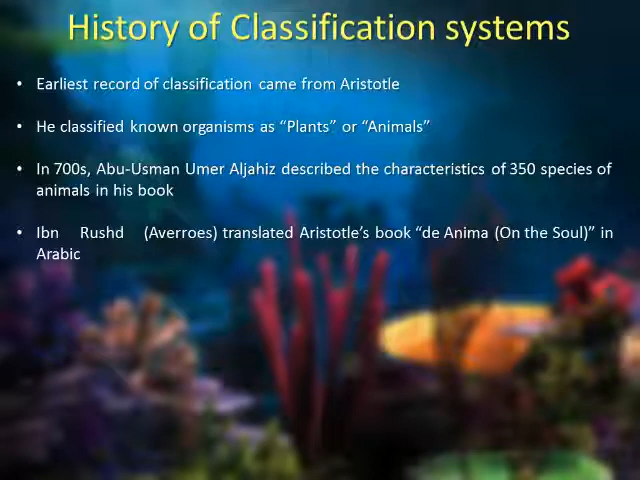 History of Classification systems
• Earliest record of classification came from Aristotle
• He classified known organisms as “Plants” or “Animals”
• In 700s, Abu-Usman Umer Aljahiz described the characteristics of 350 species of
animals in his book
• Ibn Rushd (Averroes) translated Aristotle’s book “de Anima (On the Soul)” in
Arabic